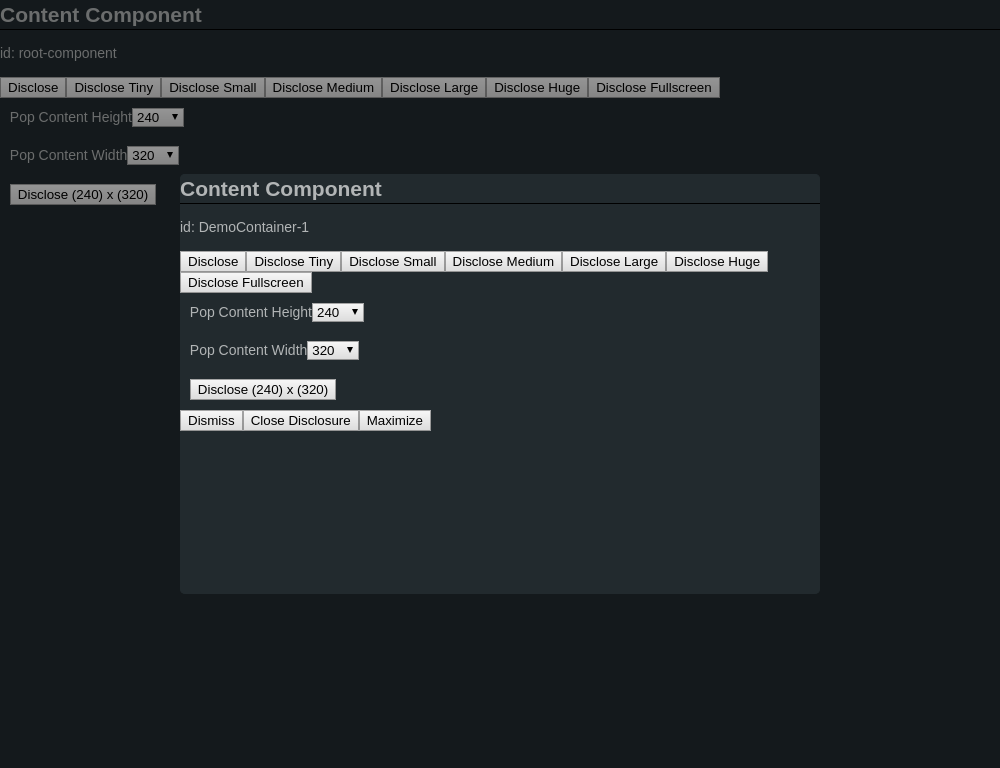 Content Component
id: root-component
Disclose Disclose Tiny Disclose Small Disclose Medium Disclose Large Disclose Huge Disclose Fullscreen
Pop Content Height 240
Pop Content Width 320
Disclose (240) x (320)
Content Component
id: DemoContainer-1
Disclose Disclose Tiny Disclose Small Disclose Medium Disclose Large Disclose Huge
Disclose Fullscreen
Pop Content Height 240
Pop Content Width 320
Disclose (240) x (320)
Dismiss Close Disclosure Maximize